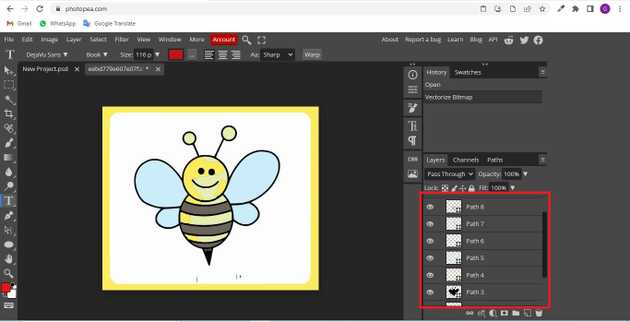 photopea.com
Gmail
WhatsApp
Google Translate
G
File Edit Image Layer Select Filter View Window More Account
About Report a bug Learn Blog API
T DejaVu Sans Book Size: 116 p ... Aa: Sharp Warp
New Project.psd
History Swatches
Open
Vectorize Bitmap
CSS
Layers Channels Paths
Pass Through Opacity: 100%
Lock: Fill: 100%
Path 8
Path 7
Path 6
Path 5
Path 4
Path 3